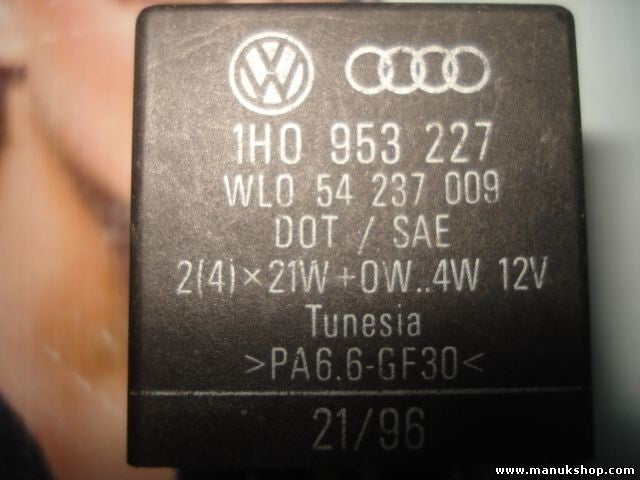 1H0 953 227
WL0 54 237 009
DOT / SAE
2(4)×21W+0W..4W 12V
Tunesia
>PA6.6-GF30<
21/96
www.manukshop.com